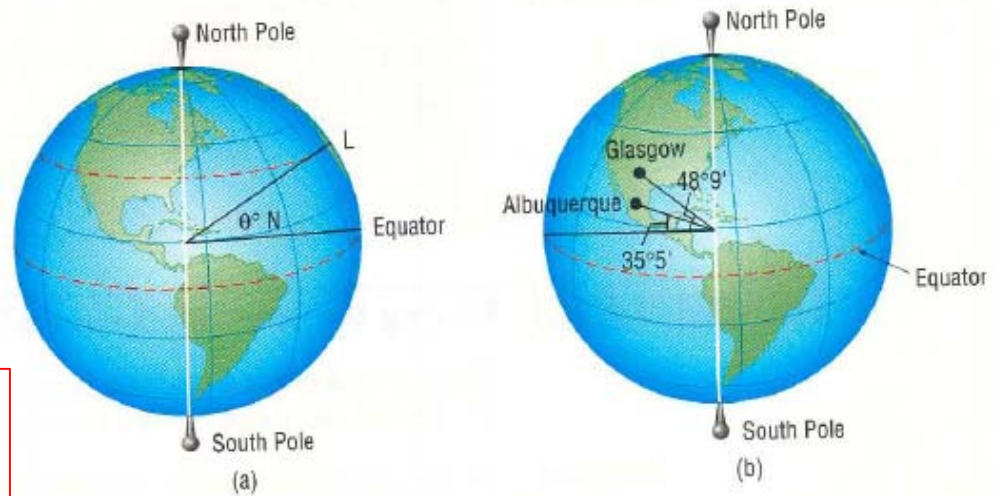 North Pole
L
θ° N
Equator
South Pole
(a)
North Pole
Glasgow
48°9'
Albuquerque
35°5'
Equator
South Pole
(b)